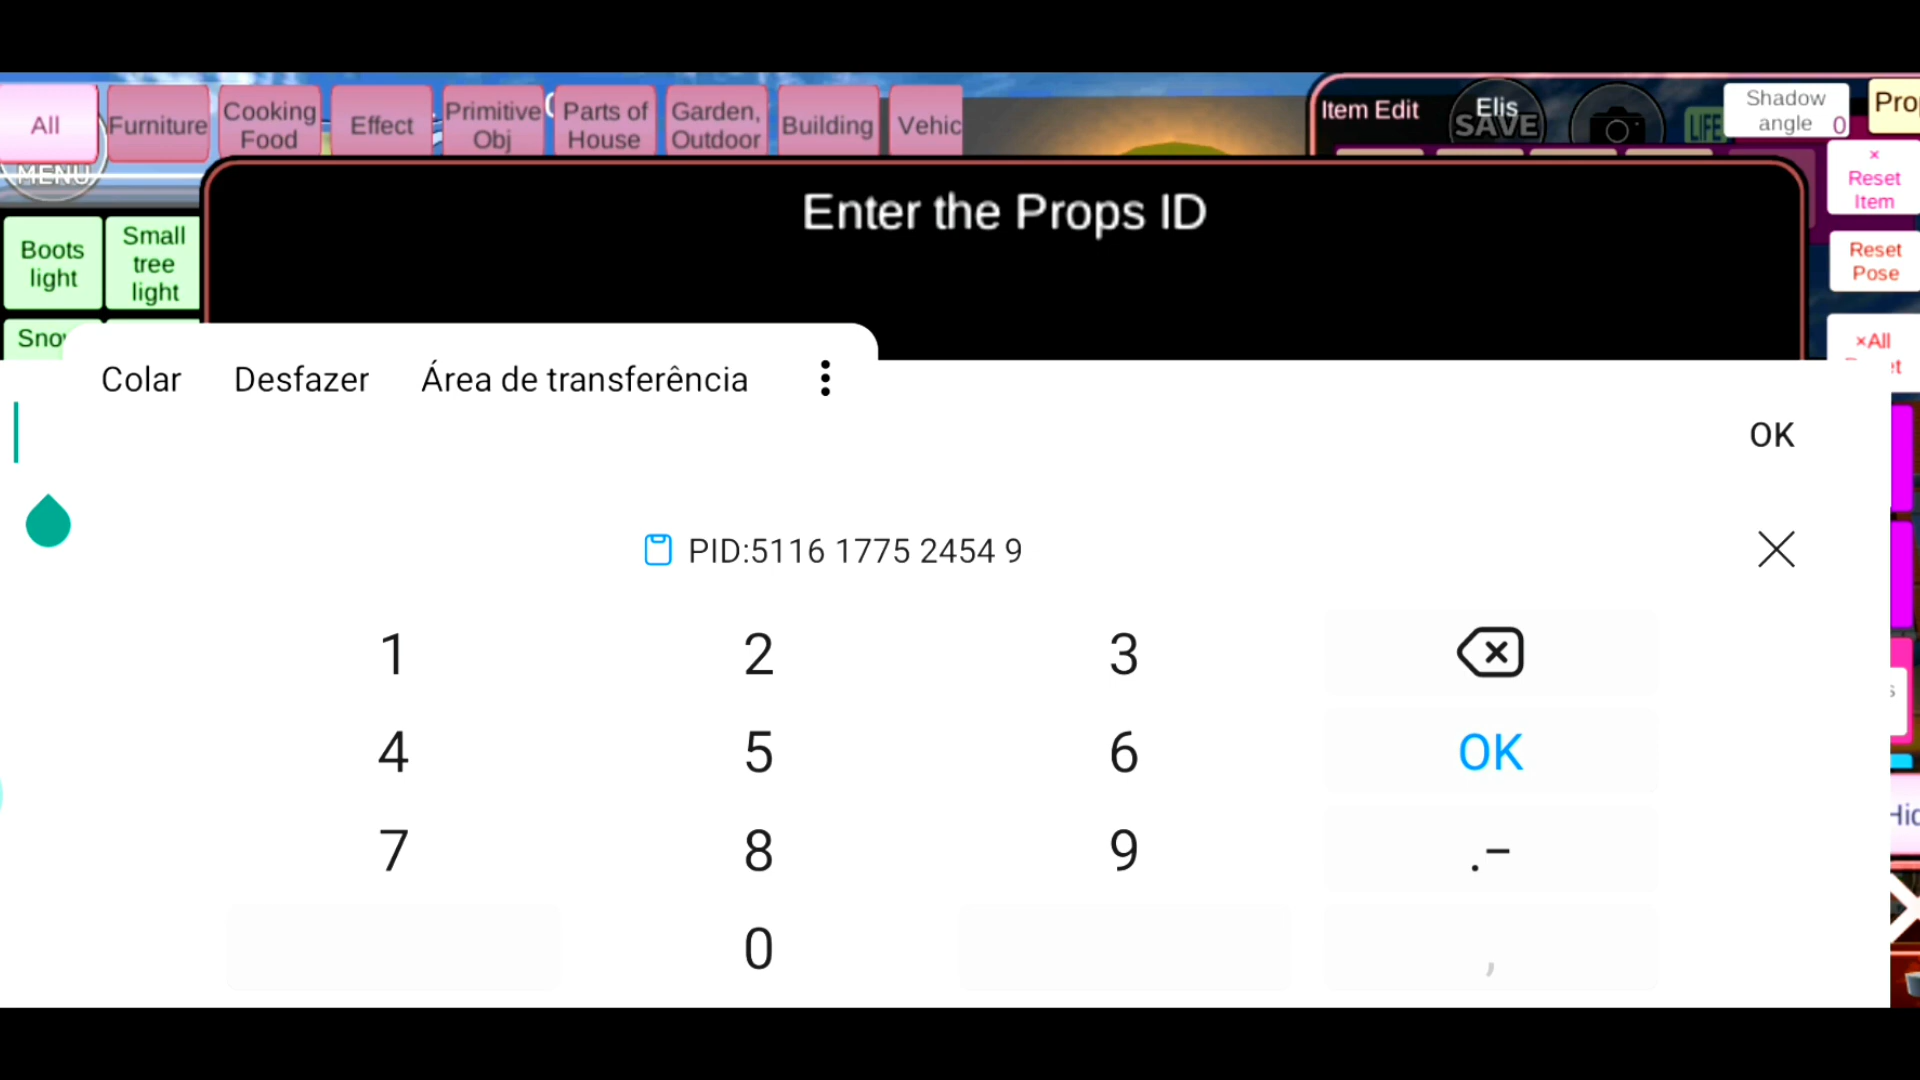 All
Furniture
Cooking
Food
Effect
Primitive
Obj
Parts of
House
Garden,
Outdoor
Building
Vehic
Item Edit
Elis
SAVE
LIFE
Shadow
angle 0
Pro
MENU
×
Reset
Item
Enter the Props ID
Boots
light
Small
tree
light
Reset
Pose
Sno
×All
Colar
Desfazer
Área de transferência
OK
PID:5116 1775 2454 9
1
2
3
4
5
6
OK
7
8
9
.-
Hid
0
,